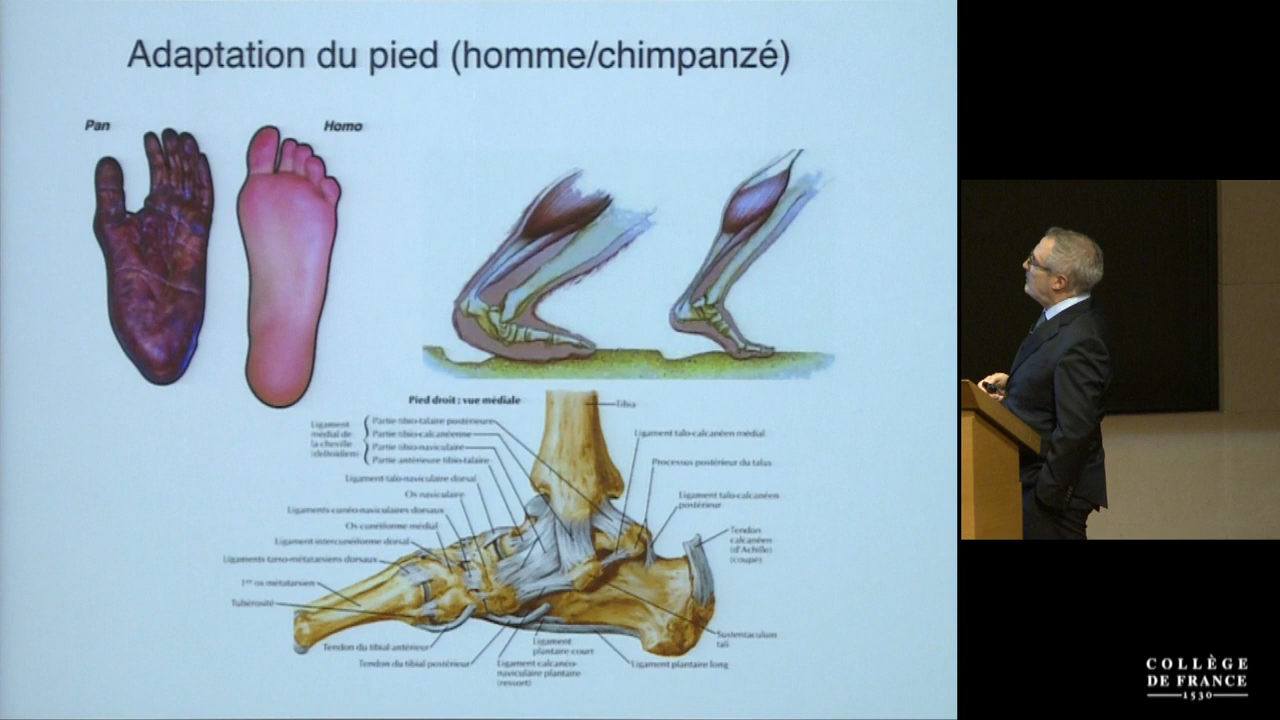 Adaptation du pied (homme/chimpanzé)
Pan
Homo
Pied droit : vue médiale
Tibia
Ligament
médial de
la cheville
(deltoïdien)
Partie tibio-talaire postérieure
Partie tibio-calcanéenne
Partie tibio-naviculaire
Partie antérieure tibio-talaire
Ligament talo-naviculaire dorsal
Os naviculaire
Ligaments cunéo-naviculaires dorsaux
Os cunéiforme médial
Ligament intercunéiforme dorsal
Ligaments tarso-métatarsiens dorsaux
1er os métatarsien
Tubérosité
Tendon du tibial antérieur
Tendon du tibial postérieur
Ligament
plantaire court
Ligament calcanéo-
naviculaire plantaire
(ressort)
Ligament plantaire long
Sustentaculum
tali
Tendon
calcanéen
(d'Achille)
(coupé)
Ligament talo-calcanéen
postérieur
Processus postérieur du talus
Ligament talo-calcanéen médial
COLLÈGE
DE FRANCE
1530